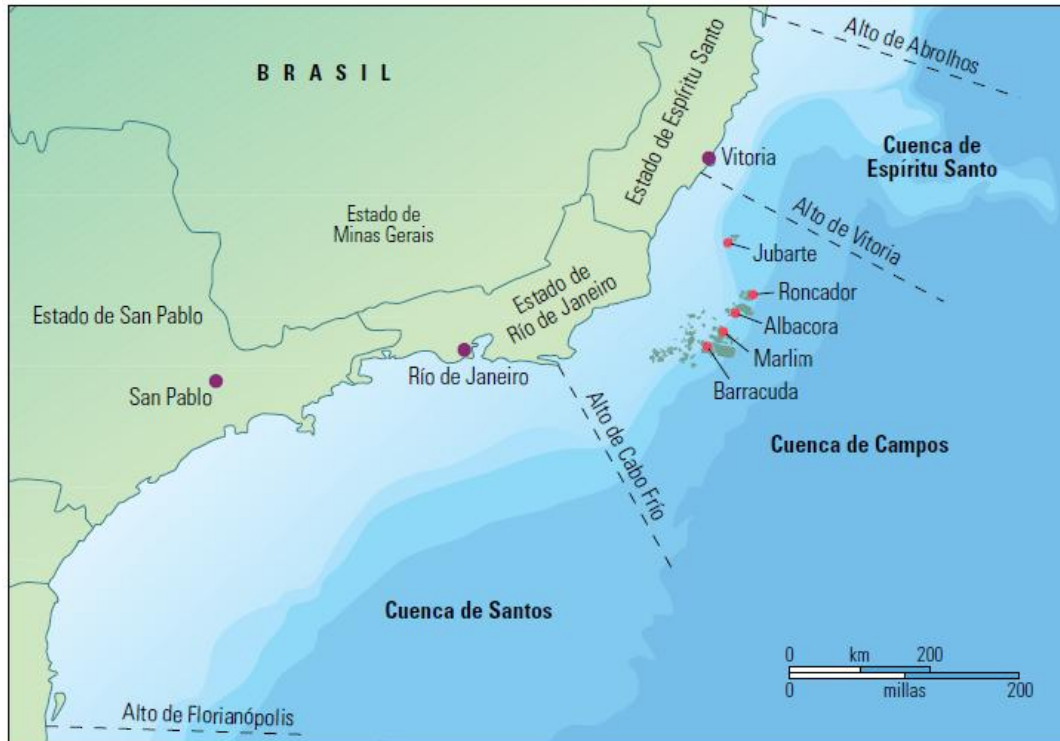 BRASIL
Estado de Espíritu Santo
Alto de Abrolhos
Vitoria
Cuenca de
Espíritu Santo
Alto de Vitoria
Estado de
Minas Gerais
Jubarte
Roncador
Albacora
Marlim
Barracuda
Estado de
Río de Janeiro
Estado de San Pablo
Río de Janeiro
San Pablo
Alto de Cabo Frío
Cuenca de Campos
Cuenca de Santos
0 km 200
0 millas 200
Alto de Florianópolis